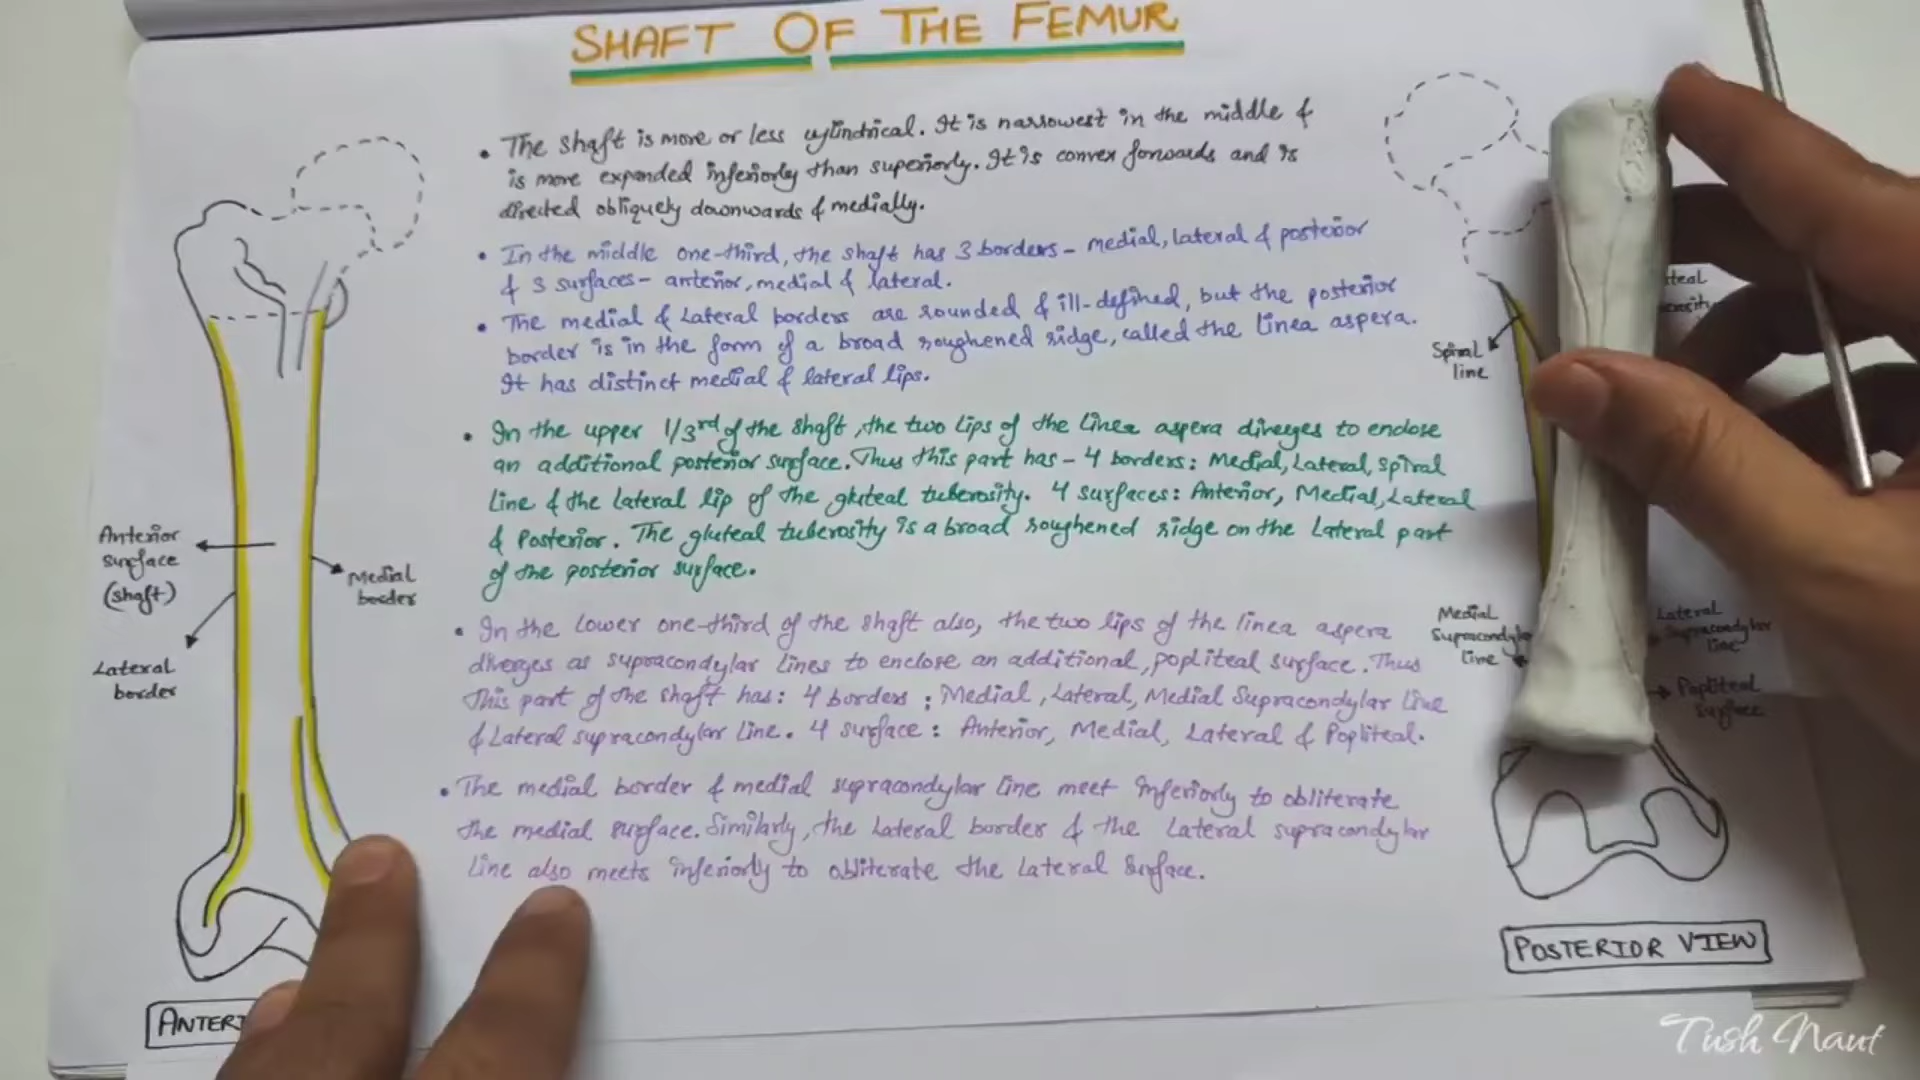 SHAFT OF THE FEMUR
• The shaft is more or less cylindrical. It is narrowest in the middle &
is more expanded inferiorly than superiorly. It is convex forwards and is
directed obliquely downwards & medially.
• In the middle one-third, the shaft has 3 borders - medial, lateral & posterior
& 3 surfaces - anterior, medial & lateral.
• The medial & Lateral borders are rounded & ill-defined, but the posterior
border is in the form of a broad roughened ridge, called the linea aspera.
It has distinct medial & lateral lips.
• In the upper 1/3rd of the shaft, the two lips of the linea aspera diverges to enclose
an additional posterior surface. Thus this part has - 4 borders: Medial, Lateral, spiral
line & the Lateral lip of the gluteal tuberosity. 4 surfaces: Anterior, Medial, Lateral
& Posterior. The gluteal tuberosity is a broad roughened ridge on the Lateral part
of the posterior surface.
• In the lower one-third of the shaft also, the two lips of the linea aspera
diverges as supracondylar lines to enclose an additional, popliteal surface. Thus
This part of the shaft has: 4 borders: Medial, Lateral, Medial Supracondylar Line
& Lateral supracondylar Line. 4 surface: Anterior, Medial, Lateral & Popliteal.
• The medial border & medial supracondylar line meet inferiorly to obliterate
the medial surface. Similarly, the Lateral border & the Lateral supracondylar
Line also meets inferiorly to obliterate the Lateral Surface.
Anterior
surface
(shaft)
Medial
border
Lateral
border
Spiral
line
Medial
Supracondylar
line
Lateral
Supracondylar
line
Popliteal
surface
POSTERIOR VIEW
Tush Naut